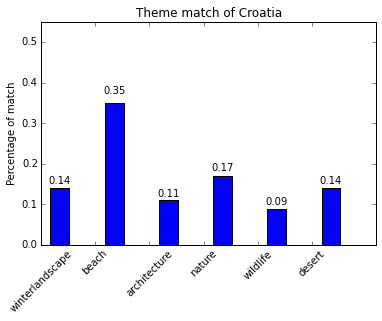 Theme match of Croatia
Percentage of match
0.5
0.4
0.3
0.2
0.1
0.0
0.14
0.35
0.11
0.17
0.09
0.14
winterlandscape
beach
architecture
nature
wildlife
desert